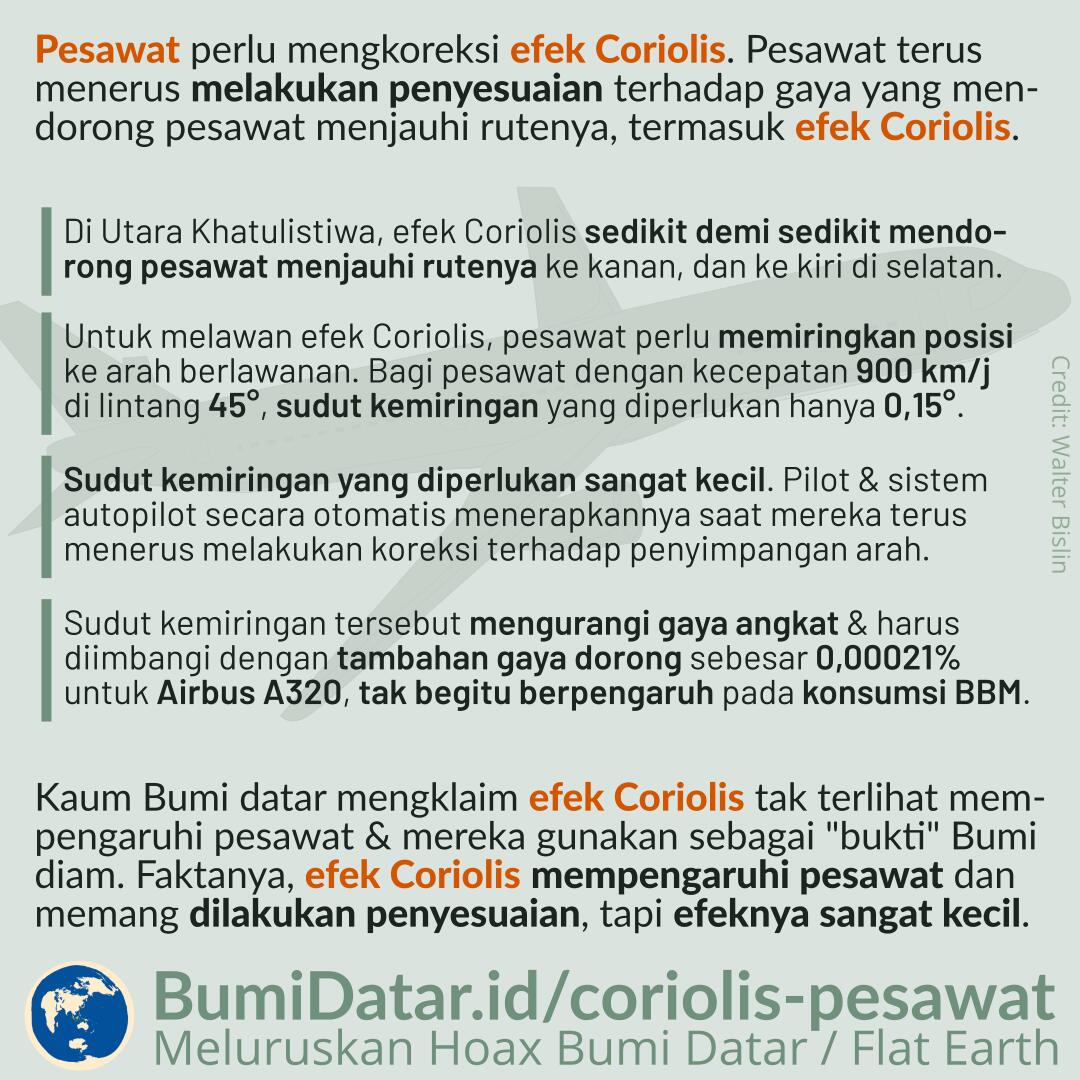 Pesawat perlu mengkoreksi efek Coriolis. Pesawat terus
menerus melakukan penyesuaian terhadap gaya yang men-
dorong pesawat menjauhi rutenya, termasuk efek Coriolis.
Di Utara Khatulistiwa, efek Coriolis sedikit demi sedikit mendo-
rong pesawat menjauhi rutenya ke kanan, dan ke kiri di selatan.
Untuk melawan efek Coriolis, pesawat perlu memiringkan posisi
ke arah berlawanan. Bagi pesawat dengan kecepatan 900 km/j
di lintang 45°, sudut kemiringan yang diperlukan hanya 0,15°.
Sudut kemiringan yang diperlukan sangat kecil. Pilot & sistem
autopilot secara otomatis menerapkannya saat mereka terus
menerus melakukan koreksi terhadap penyimpangan arah.
Sudut kemiringan tersebut mengurangi gaya angkat & harus
diimbangi dengan tambahan gaya dorong sebesar 0,00021%
untuk Airbus A320, tak begitu berpengaruh pada konsumsi BBM.
Credit: Walter Bislin
Kaum Bumi datar mengklaim efek Coriolis tak terlihat mem-
pengaruhi pesawat & mereka gunakan sebagai "bukti" Bumi
diam. Faktanya, efek Coriolis mempengaruhi pesawat dan
memang dilakukan penyesuaian, tapi efeknya sangat kecil.
BumiDatar.id/coriolis-pesawat
Meluruskan Hoax Bumi Datar / Flat Earth